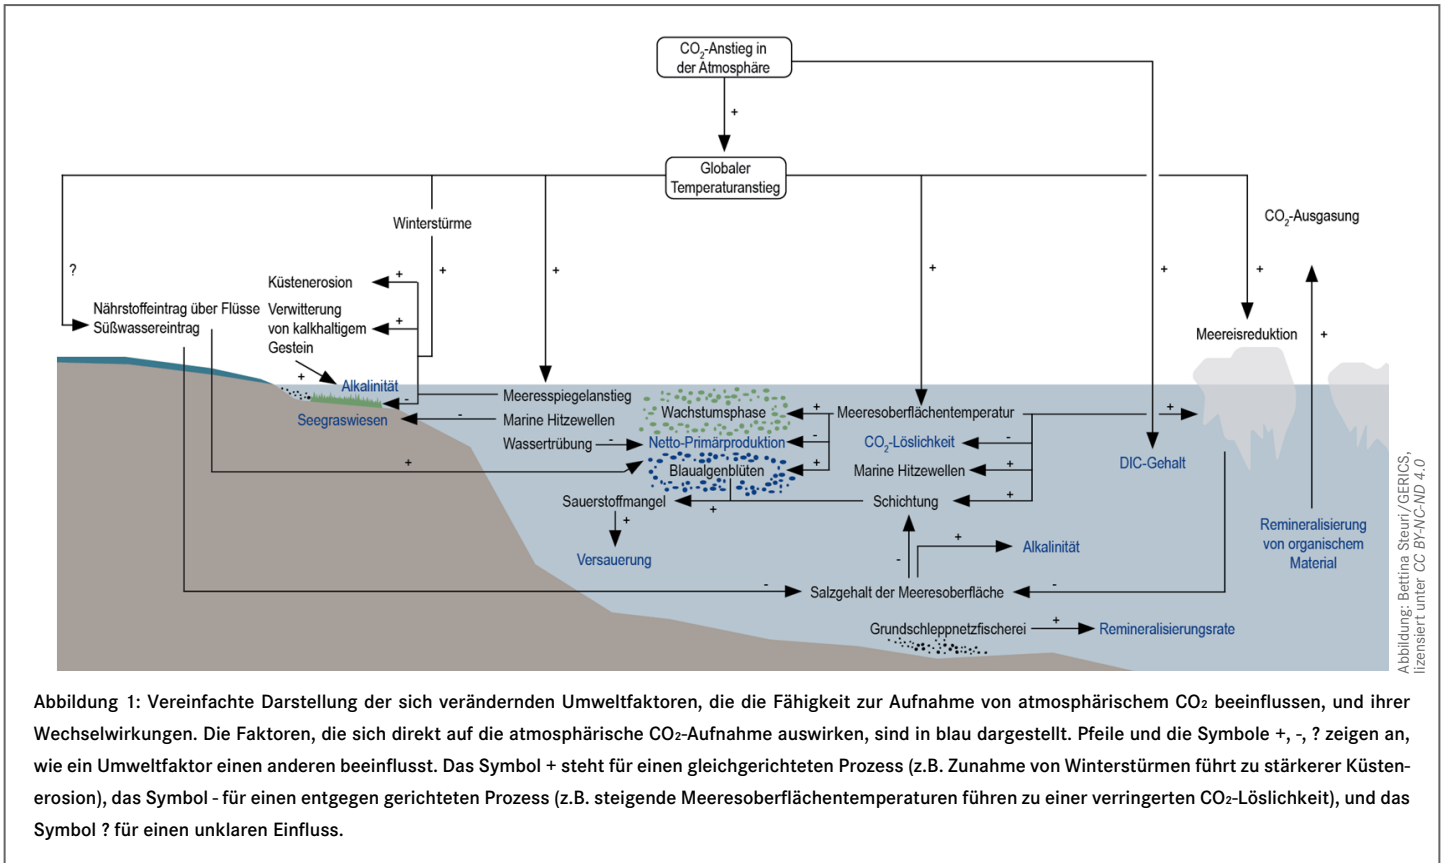 CO₂-Anstieg in
der Atmosphäre
+
Globaler
Temperaturanstieg
Winterstürme
CO₂-Ausgasung
?
+
+
+
+
+
+
Küstenerosion
+
Nährstoffeintrag über Flüsse
Süßwassereintrag
Verwitterung
von kalkhaltigem
Gestein
+
Meereisreduktion
+
Alkalinität
-
Seegraswiesen
-
Meeresspiegelanstieg
Marine Hitzewellen
Wassertrübung
-
Wachstumsphase
+
Meeresoberflächentemperatur
+
Netto-Primärproduktion
-
CO₂-Löslichkeit
-
DIC-Gehalt
+
Blaualgenblüten
+
Marine Hitzewellen
+
Sauerstoffmangel
+
Schichtung
+
+
Versauerung
-
+
Alkalinität
Remineralisierung
von organischem
Material
-
Salzgehalt der Meeresoberfläche
-
Grundschleppnetzfischerei
+
Remineralisierungsrate
Abbildung: Bettina Steuri/GERICS,
lizensiert unter CC BY-NC-ND 4.0
Abbildung 1: Vereinfachte Darstellung der sich verändernden Umweltfaktoren, die die Fähigkeit zur Aufnahme von atmosphärischem CO₂ beeinflussen, und ihrer
Wechselwirkungen. Die Faktoren, die sich direkt auf die atmosphärische CO₂-Aufnahme auswirken, sind in blau dargestellt. Pfeile und die Symbole +, -, ? zeigen an,
wie ein Umweltfaktor einen anderen beeinflusst. Das Symbol + steht für einen gleichgerichteten Prozess (z.B. Zunahme von Winterstürmen führt zu stärkerer Küsten-
erosion), das Symbol - für einen entgegen gerichteten Prozess (z.B. steigende Meeresoberflächentemperaturen führen zu einer verringerten CO₂-Löslichkeit), und das
Symbol ? für einen unklaren Einfluss.